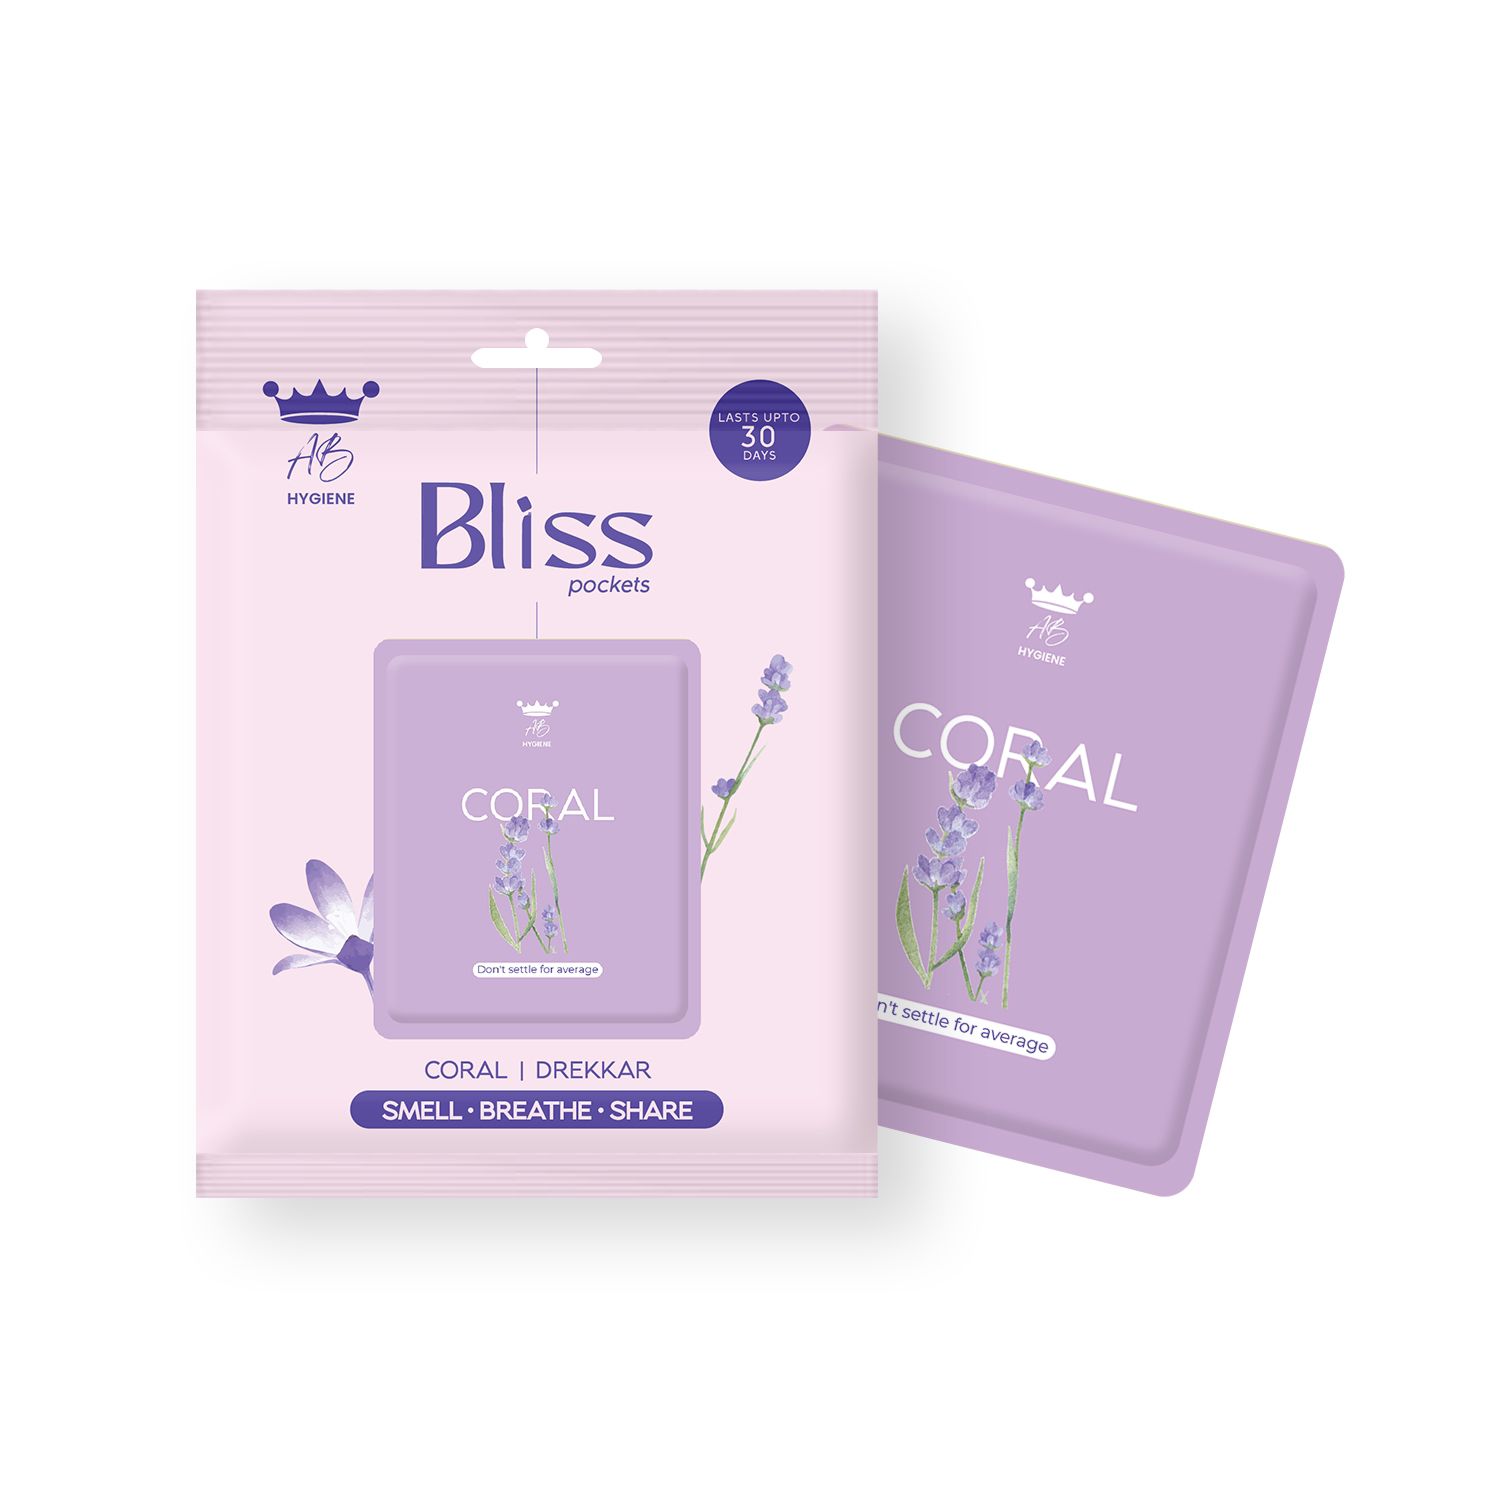 AB
HYGIENE
LASTS UPTO
30
DAYS
Bliss
pockets
AB
HYGIENE
CORAL
Don't settle for average
CORAL | DREKKAR
SMELL • BREATHE • SHARE
AB
HYGIENE
CORAL
n't settle for average